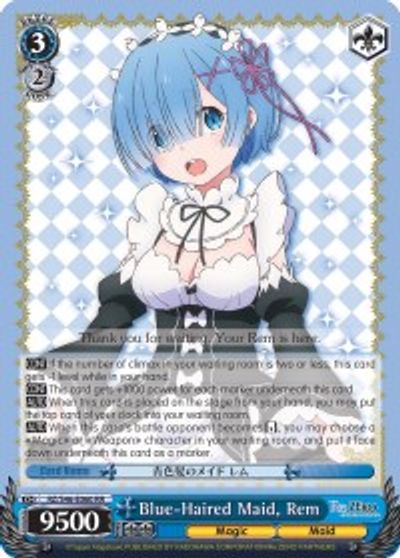 3
2
Thank you for waiting. Your Rem is here.
If the number of climax in your waiting room is two or less, this card
gets -1 level while in your hand.
This card gets +1000 power for each marker underneath this card.
When this card is placed on the stage from your hand, you may put
the top card of your clock into your waiting room.
When this card's battle opponent becomes, you may choose a
«Magic» or «Weapon» character in your waiting room, and put it face
down underneath this card as a marker.
Card Name
青色髪のメイド レム
Blue-Haired Maid, Rem
9500
Magic
Maid